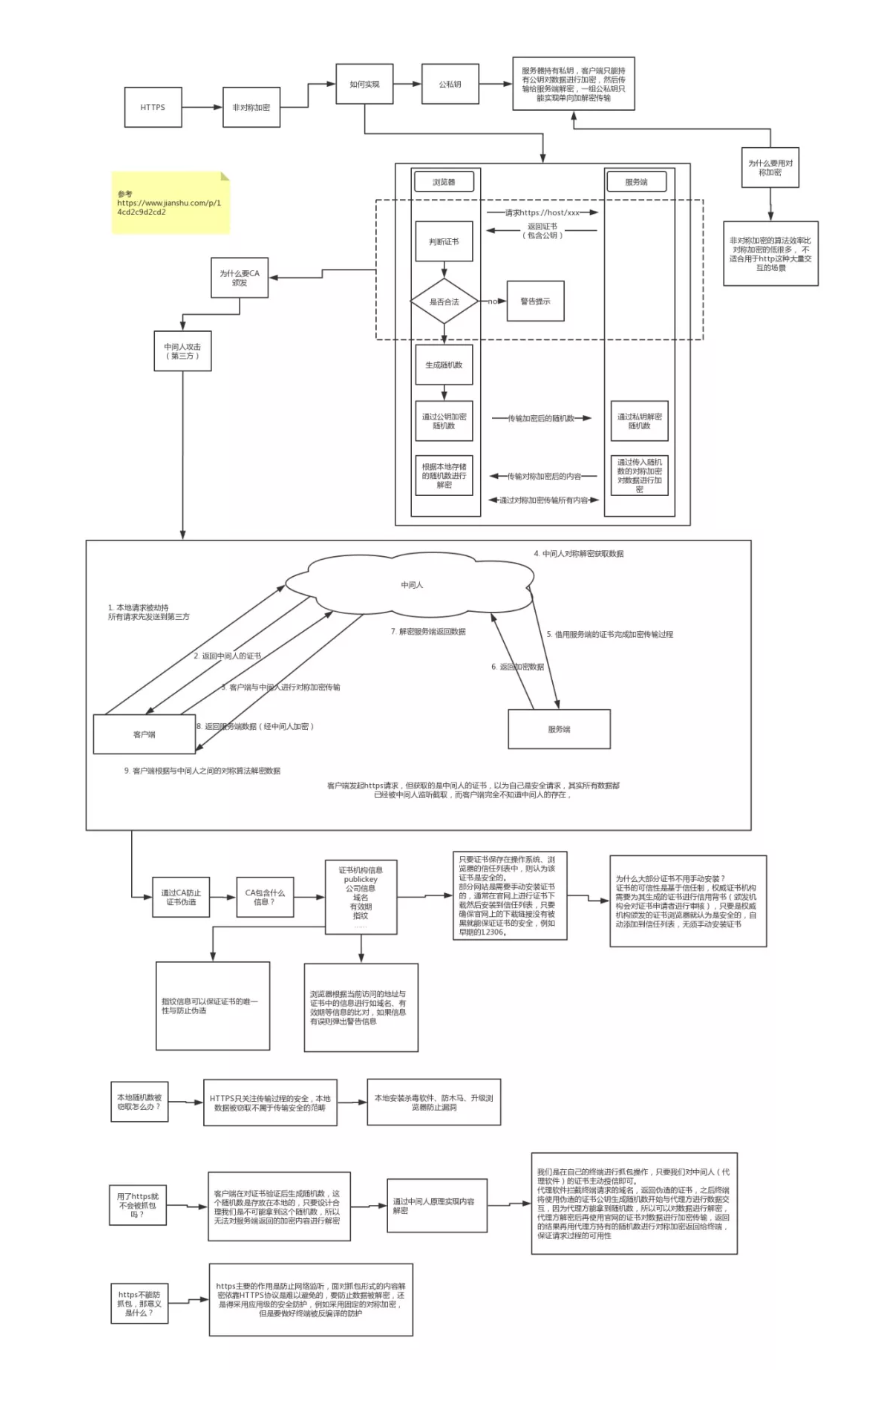 HTTPS
非对称加密
如何实现
公私钥
服务器持有私钥，客户端只能持
有公钥对数据进行加密，然后传
输给服务端解密，一组公私钥只
能实现单向加解密传输
为什么要用对
称加密
非对称加密的算法效率比
对称加密的低很多， 不
适合用于http这种大量交
互的场景
参考
https://www.jianshu.com/p/1
4cd2c9d2cd2
浏览器
服务端
请求https://host/xxx
返回证书
（包含公钥）
判断证书
是否合法
no
警告提示
为什么要CA
颁发
中间人攻击
（第三方）
生成随机数
通过公钥加密
随机数
传输加密后的随机数
通过私钥解密
随机数
根据本地存储
的随机数进行
解密
传输对称加密后的内容
通过传入随机
数的对称加密
对数据进行加
密
通过对称加密传输所有内容
4. 中间人对称解密获取数据
中间人
1. 本地请求被劫持
所有请求先发送到第三方
7. 解密服务端返回数据
5. 借用服务端的证书完成加密传输过程
2. 返回中间人的证书
6. 返回加密数据
3. 客户端与中间人进行对称加密传输
8. 返回服务端数据（经中间人加密）
客户端
服务端
9. 客户端根据与中间人之间的对称算法解密数据
客户端发起https请求，但获取的是中间人的证书，以为自己是安全请求，其实所有数据都
已经被中间人监听截取，而客户端完全不知道中间人的存在 。
通过CA防止
证书伪造
CA包含什么
信息？
证书机构信息
publickey
公司信息
域名
有效期
指纹
......
只要证书保存在操作系统、浏
览器的信任列表中，则认为该
证书是安全的。
部分网站是需要手动安装证书
的，通常在官网上进行证书下
载然后安装到信任列表，只要
确保官网上的下载链接没有被
黑就能保证证书的安全，例如
早期的12306。
为什么大部分证书不用手动安装？
证书的可信性是基于信任制，权威证书机构
需要为其生成的证书进行信用背书（颁发机
构会对证书申请者进行审核），只要是权威
机构颁发的证书浏览器就认为是安全的，自
动添加到信任列表，无须手动安装证书
指纹信息可以保证证书的唯一
性与防止伪造
浏览器根据当前访问的地址与
证书中的信息进行如域名、有
效期等信息的比对，如果信息
有误则弹出警告信息
本地随机数被
窃取怎么办？
HTTPS只关注传输过程的安全，本地
数据被窃取不属于传输安全的范畴
本地安装杀毒软件、防木马、升级浏
览器防止漏洞
用了https就
不会被抓包
吗？
客户端在对证书验证后生成随机数，这
个随机数是存放在本地的，只要设计合
理我们是不可能拿到这个随机数，所以
无法对服务端返回的加密内容进行解密
通过中间人原理实现内容
解密
我们是在自己的终端进行抓包操作，只要我们对中间人（代
理软件）的证书主动授信即可。
代理软件拦截终端请求的域名，返回伪造的证书，之后终端
将使用伪造的证书公钥生成随机数开始与代理方进行数据交
互，因为代理方能拿到随机数，所以可以对数据进行解密，
代理方解密后再使用官网的证书对数据进行加密传输，返回
的结果再用代理方持有的随机数进行对称加密返回给终端，
保证请求过程的可用性
https不能防
抓包，那意义
是什么？
https主要的作用是防止网络监听，面对抓包形式的内容解
密依靠HTTPS协议是难以避免的，要防止数据被解密，还
是得采用应用级的安全防护，例如采用固定的对称加密，
但是要做好终端被反编译的防护